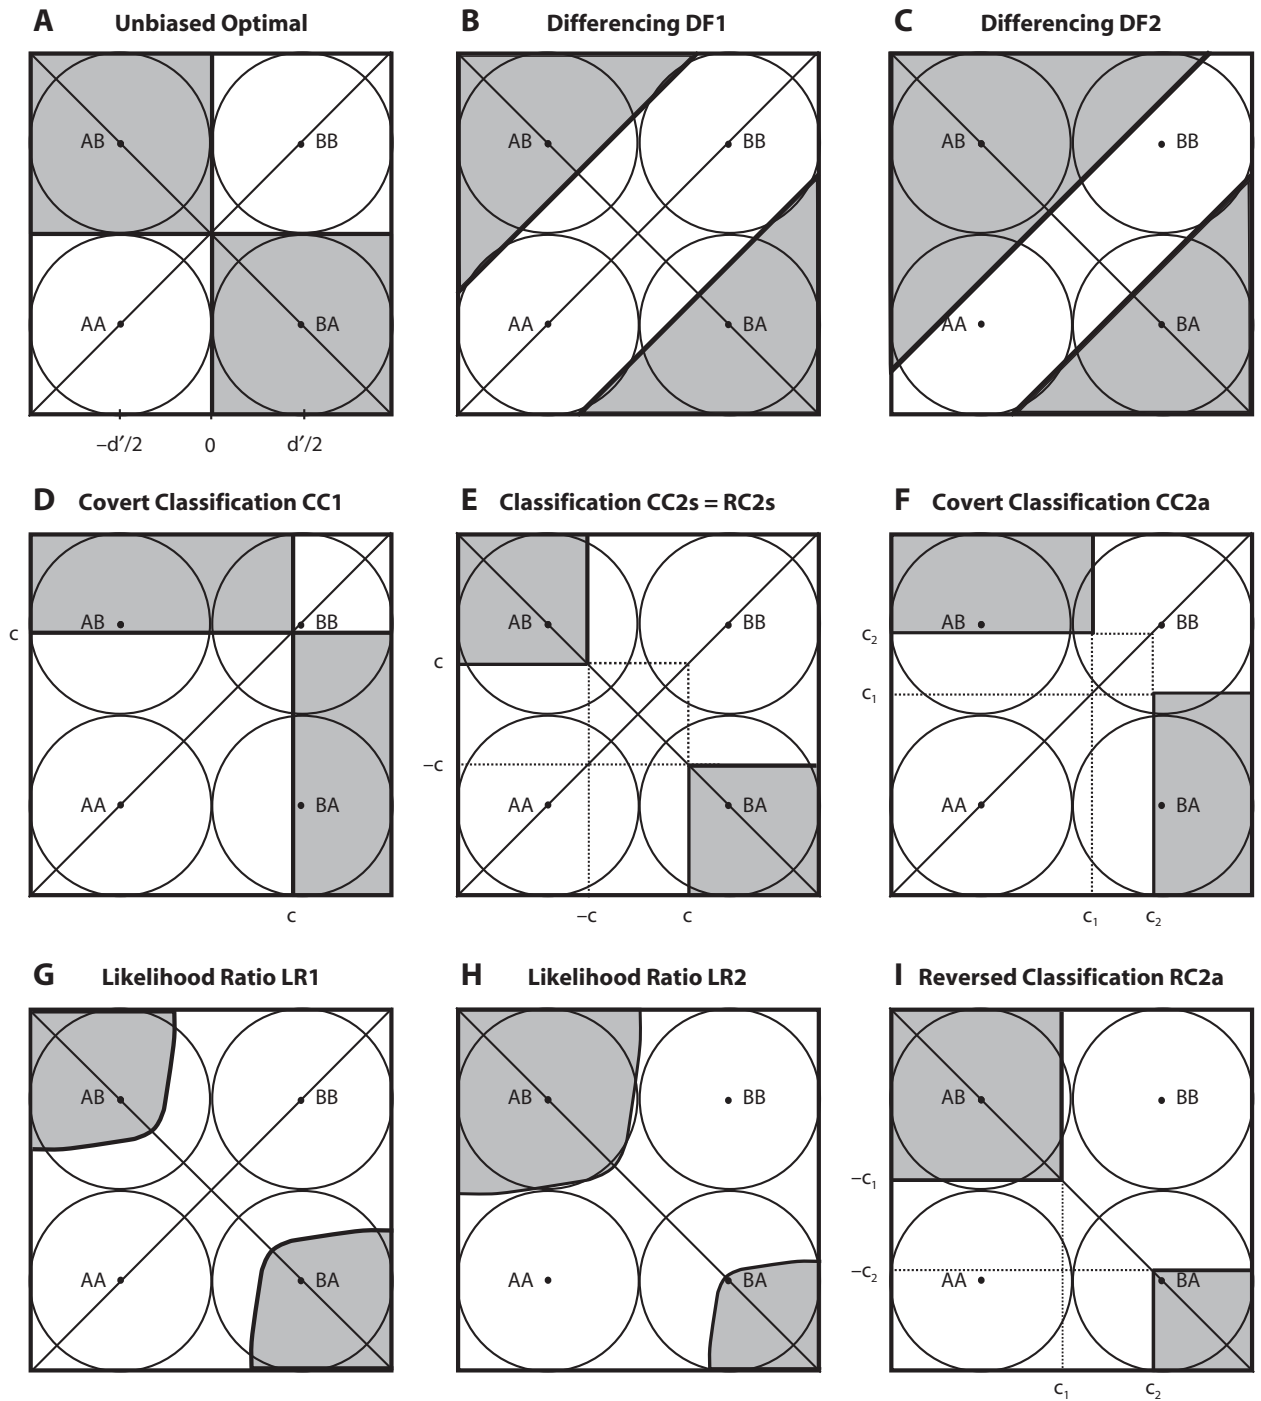 A Unbiased Optimal
B Differencing DF1
C Differencing DF2
AB BB
AB BB
AB BB
AA BA
AA BA
AA BA
−d′/2 0 d′/2
D Covert Classification CC1
E Classification CC2s = RC2s
F Covert Classification CC2a
AB BB
AB BB
AB BB
c
c
c₂
c₁
−c
AA BA
AA BA
AA BA
c
−c c
c₁ c₂
G Likelihood Ratio LR1
H Likelihood Ratio LR2
I Reversed Classification RC2a
AB BB
AB BB
AB BB
−c₁
−c₂
AA BA
AA BA
AA BA
c₁ c₂